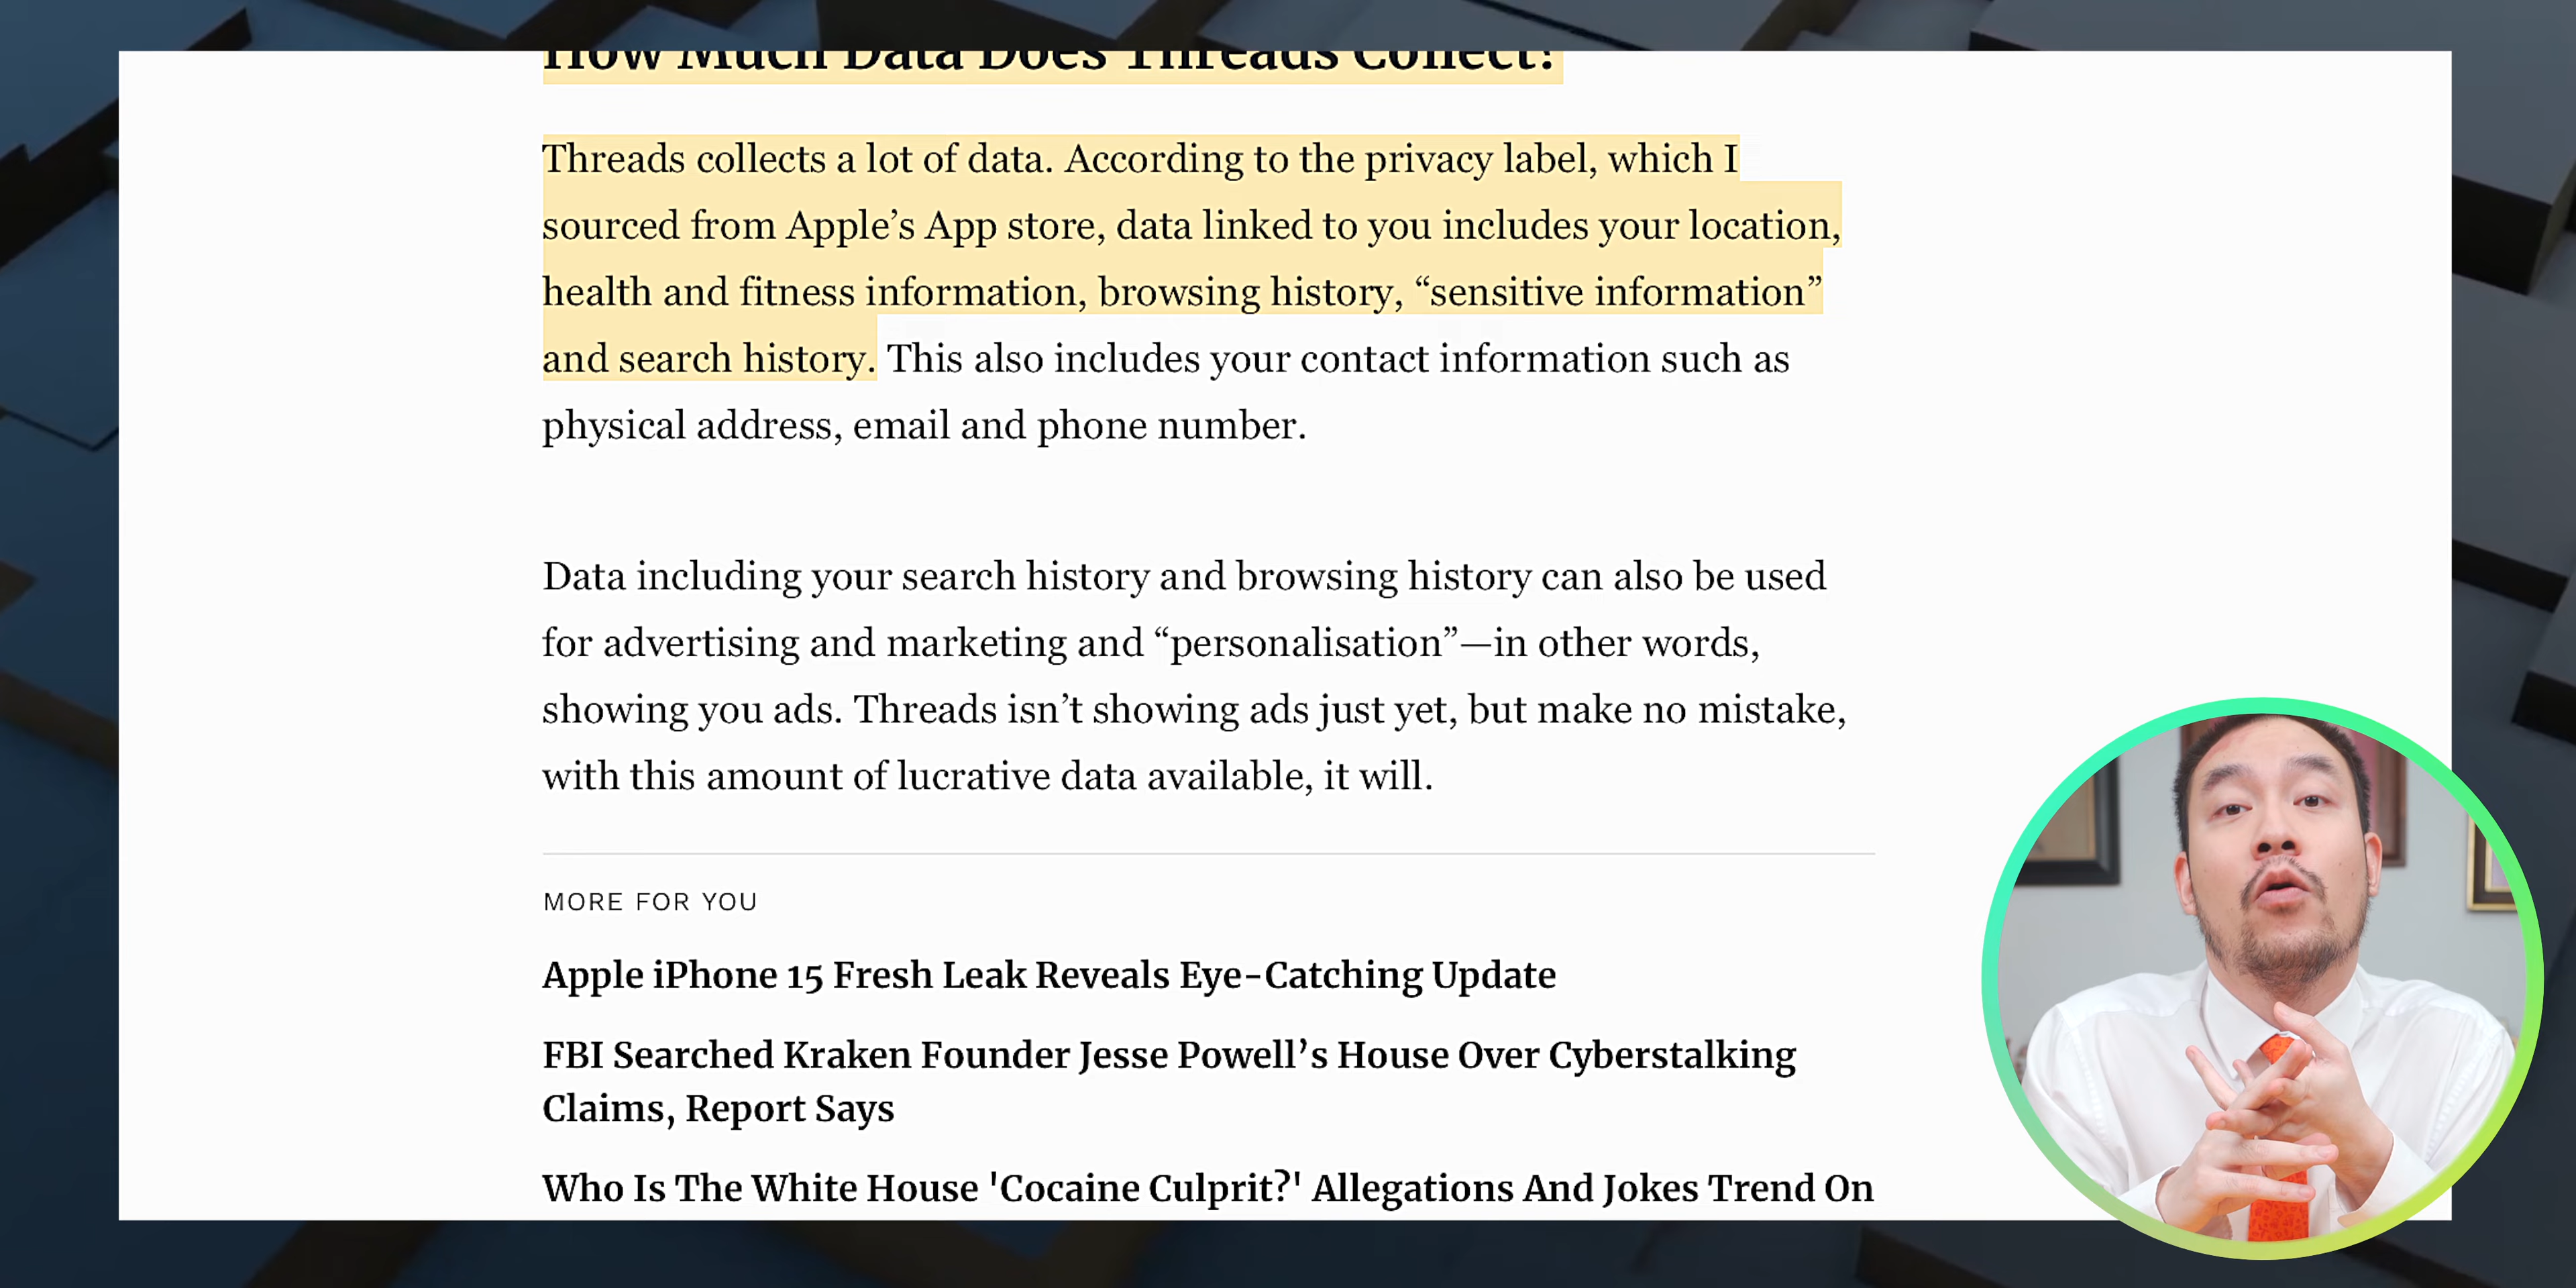 How Much Data Does Threads Collect?
Threads collects a lot of data. According to the privacy label, which I
sourced from Apple’s App store, data linked to you includes your location,
health and fitness information, browsing history, “sensitive information”
and search history. This also includes your contact information such as
physical address, email and phone number.
Data including your search history and browsing history can also be used
for advertising and marketing and “personalisation”—in other words,
showing you ads. Threads isn’t showing ads just yet, but make no mistake,
with this amount of lucrative data available, it will.
MORE FOR YOU
Apple iPhone 15 Fresh Leak Reveals Eye-Catching Update
FBI Searched Kraken Founder Jesse Powell’s House Over Cyberstalking
Claims, Report Says
Who Is The White House 'Cocaine Culprit?' Allegations And Jokes Trend On